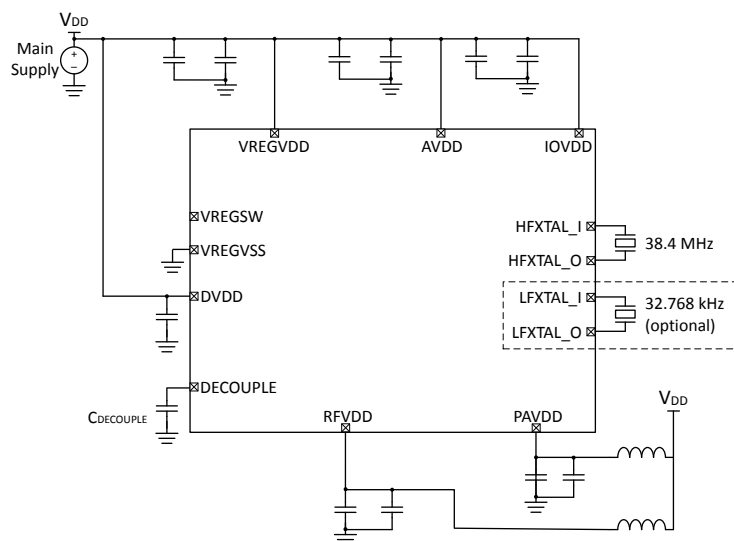 VDD
Main
Supply
+
−
VREGVDD
AVDD
IOVDD
VREGSW
VREGVSS
DVDD
DECOUPLE
CDECOUPLE
HFXTAL_I
38.4 MHz
HFXTAL_O
LFXTAL_I
32.768 kHz
(optional)
LFXTAL_O
RFVDD
PAVDD
VDD